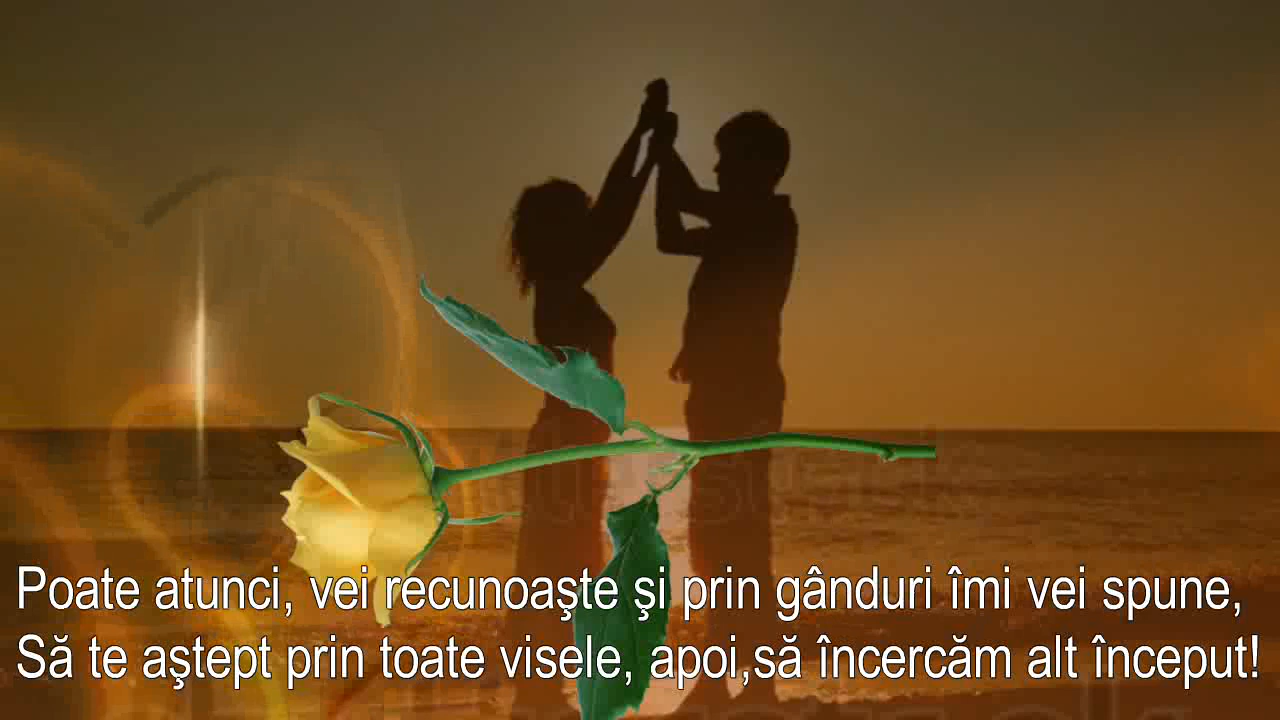 Poate atunci, vei recunoaşte şi prin gânduri îmi vei spune,
Să te aştept prin toate visele, apoi,să încercăm alt început!